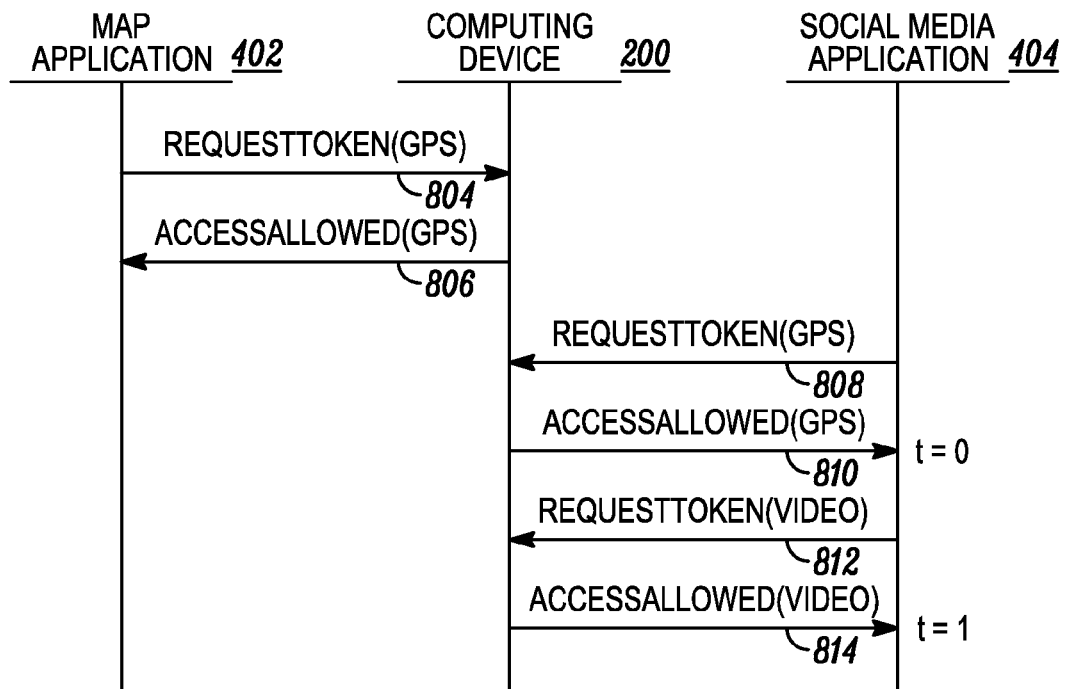 MAP
APPLICATION 402
COMPUTING
DEVICE 200
SOCIAL MEDIA
APPLICATION 404
REQUESTTOKEN(GPS)
804
ACCESSALLOWED(GPS)
806
REQUESTTOKEN(GPS)
808
ACCESSALLOWED(GPS)
t = 0
810
REQUESTTOKEN(VIDEO)
812
ACCESSALLOWED(VIDEO)
t = 1
814